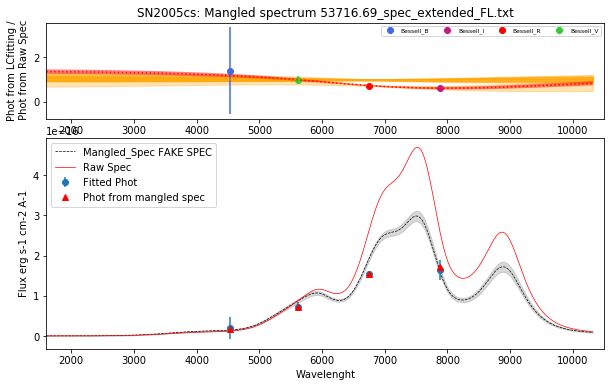 SN2005cs: Mangled spectrum 53716.69_spec_extended_FL.txt
Phot from LCfitting /
Phot from Raw Spec
2
0
Bessell_B
Bessell_I
Bessell_R
Bessell_V
2000 3000 4000 5000 6000 7000 8000 9000 10000
1e−16
Flux erg s-1 cm-2 A-1
4
3
2
1
0
Mangled_Spec FAKE SPEC
Raw Spec
Fitted Phot
Phot from mangled spec
2000 3000 4000 5000 6000 7000 8000 9000 10000
Wavelenght